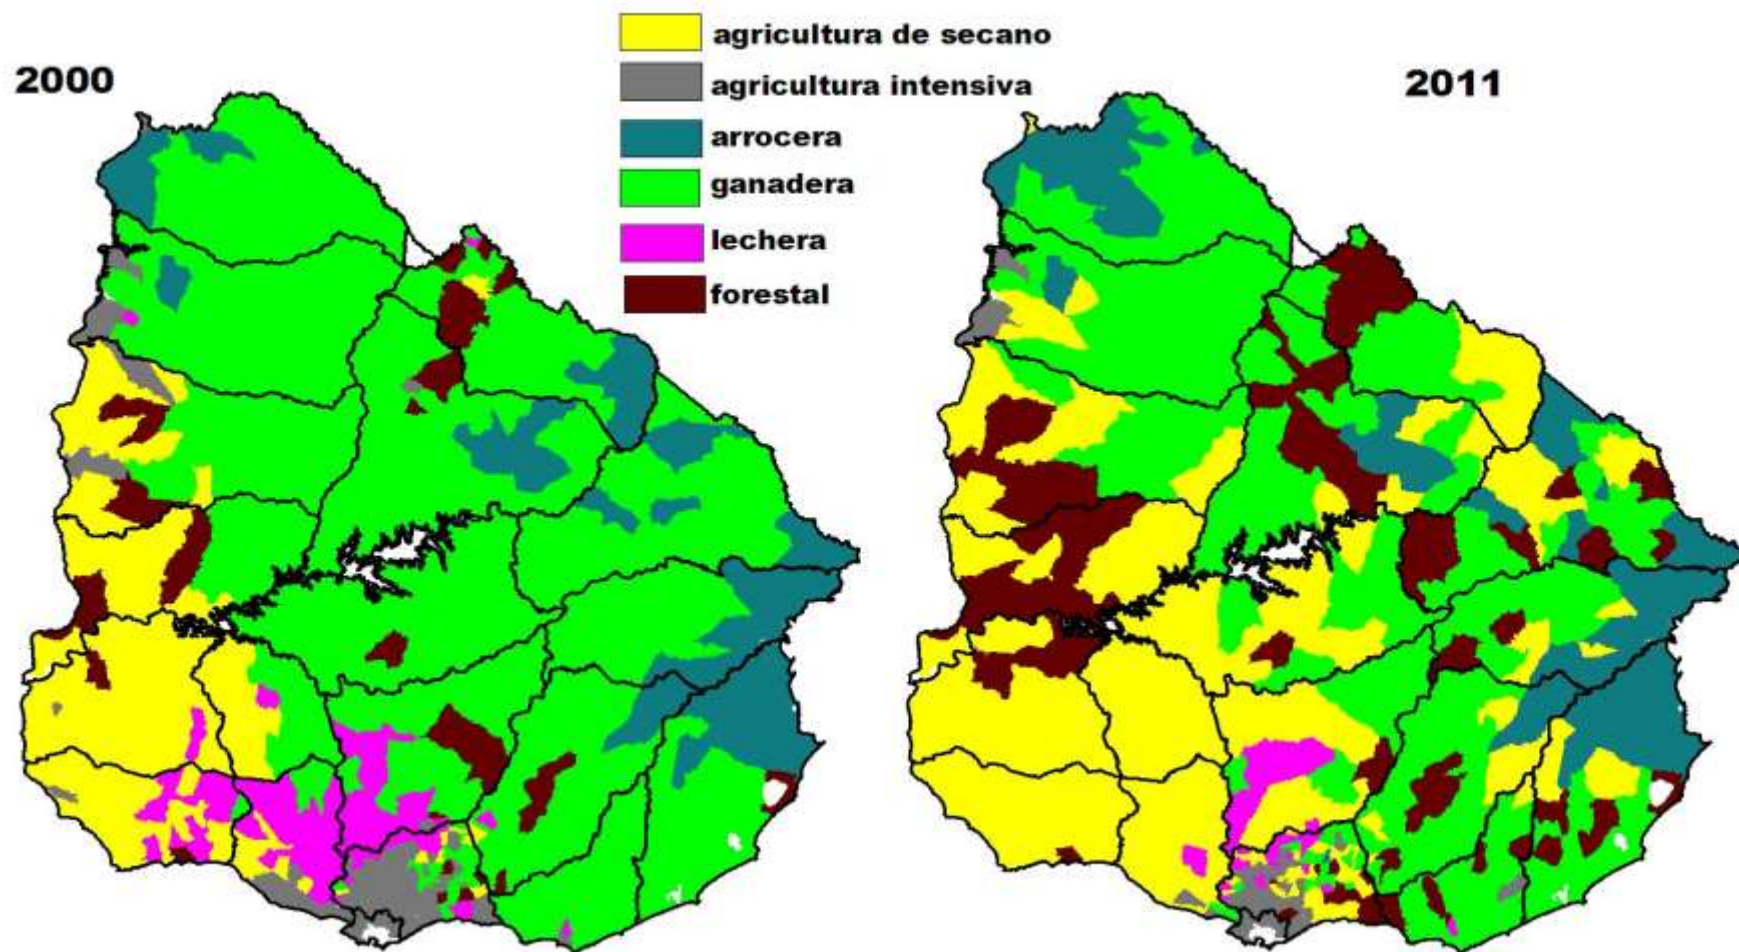 2000
agricultura de secano
agricultura intensiva
arrocera
ganadera
lechera
forestal
2011